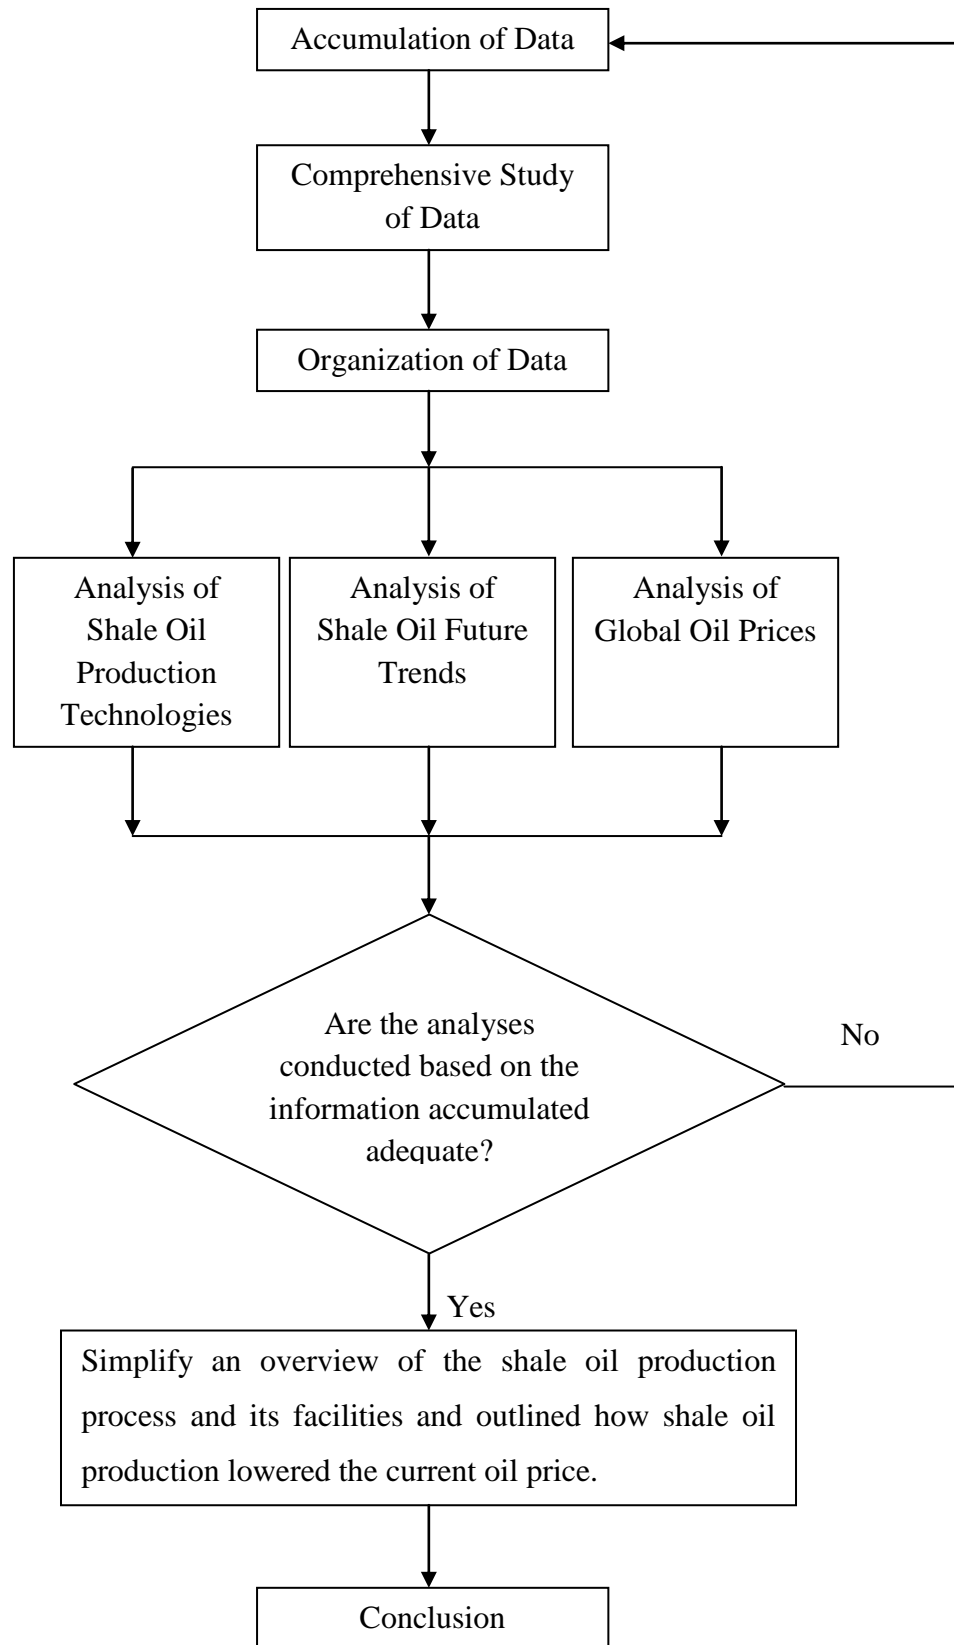 Accumulation of Data
Comprehensive Study
of Data
Organization of Data
Analysis of
Shale Oil
Production
Technologies
Analysis of
Shale Oil Future
Trends
Analysis of
Global Oil Prices
Are the analyses
conducted based on the
information accumulated
adequate?
No
Yes
Simplify an overview of the shale oil production
process and its facilities and outlined how shale oil
production lowered the current oil price.
Conclusion